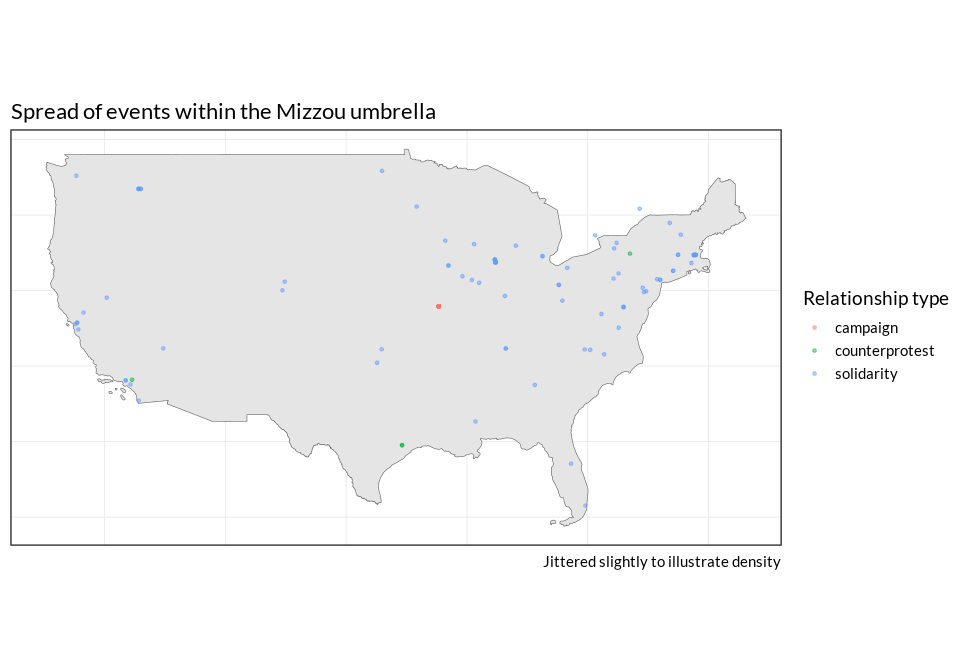 Spread of events within the Mizzou umbrella
Relationship type
campaign
counterprotest
solidarity
Jittered slightly to illustrate density